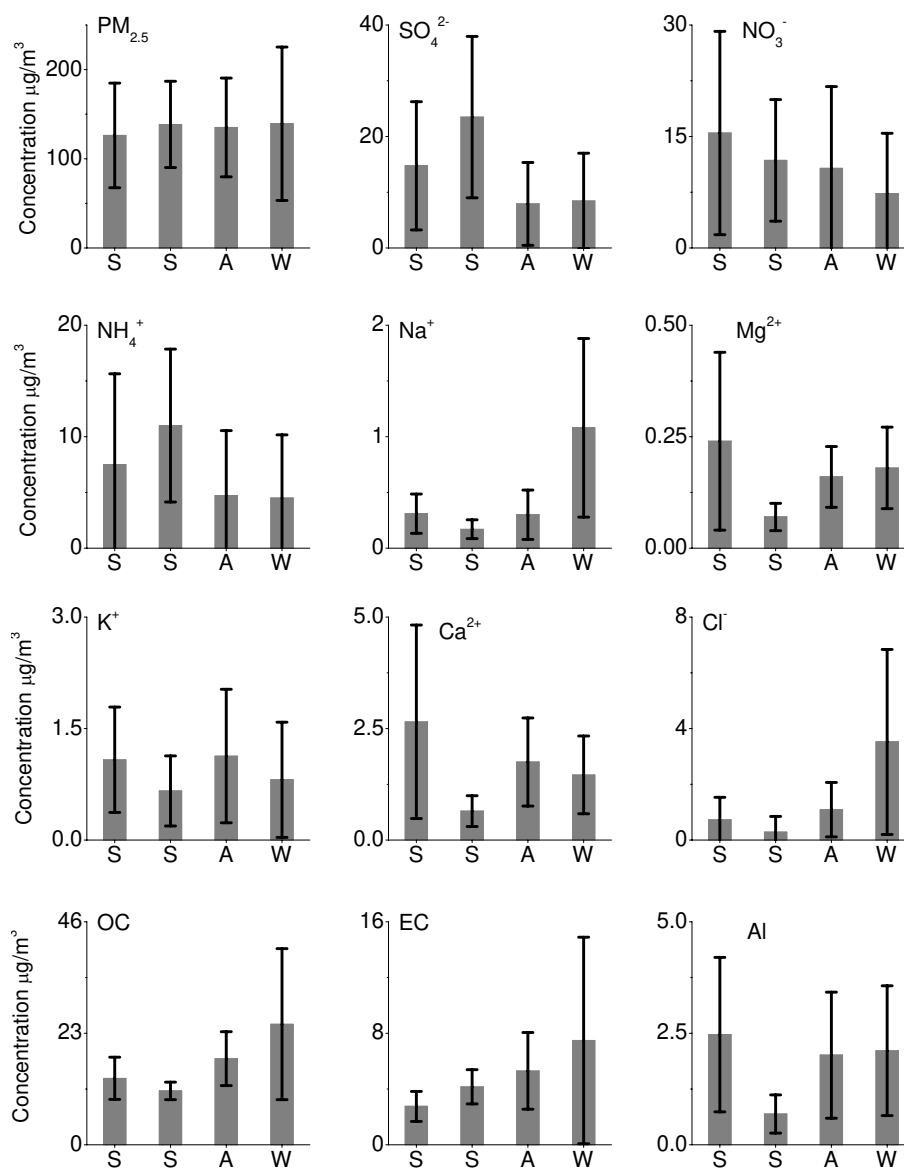 PM2.5 SO4 2- NO3 -
Concentration µg/m3
200 40 30
100 20 15
0 0 0
S S A W S S A W S S A W
NH4 + Na+ Mg2+
Concentration µg/m3
20 2 0.50
10 1 0.25
0 0 0.00
S S A W S S A W S S A W
K+ Ca2+ Cl-
Concentration µg/m3
3.0 5.0 8
1.5 2.5 4
0.0 0.0 0
S S A W S S A W S S A W
OC EC Al
Concentration µg/m3
46 16 5.0
23 8 2.5
0 0 0.0
S S A W S S A W S S A W